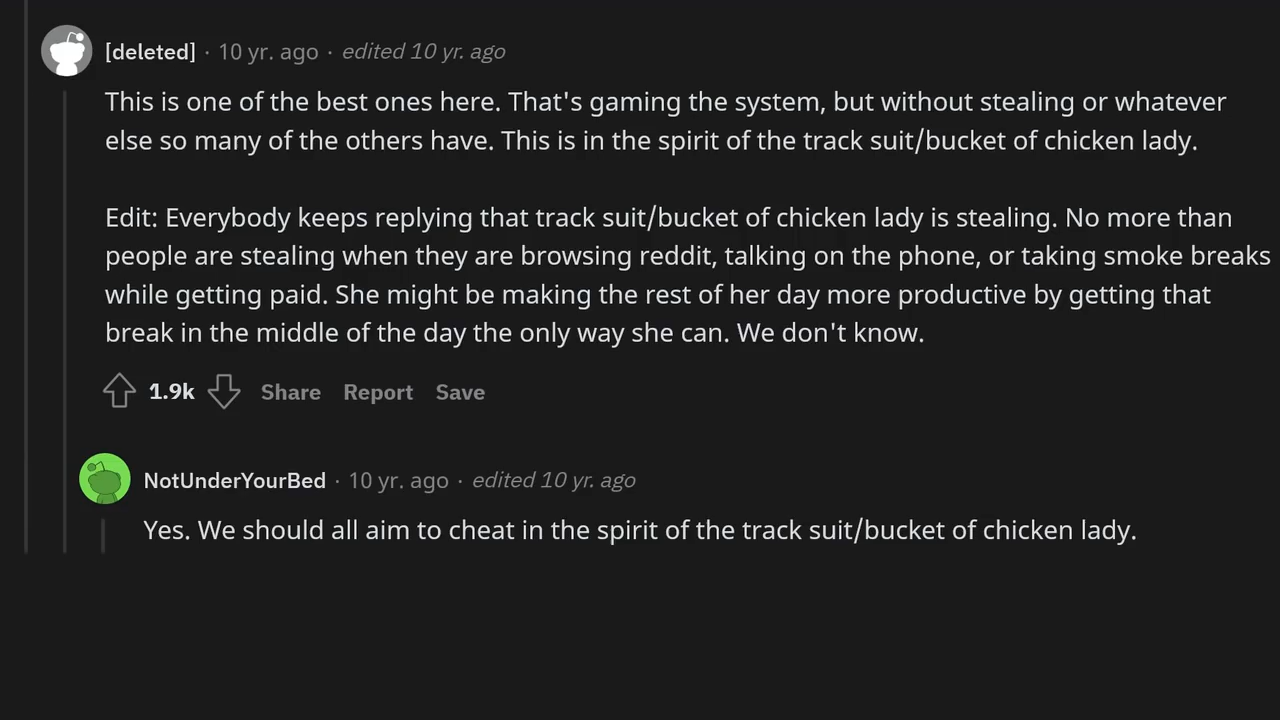 [deleted] · 10 yr. ago · edited 10 yr. ago
This is one of the best ones here. That's gaming the system, but without stealing or whatever
else so many of the others have. This is in the spirit of the track suit/bucket of chicken lady.
Edit: Everybody keeps replying that track suit/bucket of chicken lady is stealing. No more than
people are stealing when they are browsing reddit, talking on the phone, or taking smoke breaks
while getting paid. She might be making the rest of her day more productive by getting that
break in the middle of the day the only way she can. We don't know.
1.9k Share Report Save
NotUnderYourBed · 10 yr. ago · edited 10 yr. ago
Yes. We should all aim to cheat in the spirit of the track suit/bucket of chicken lady.